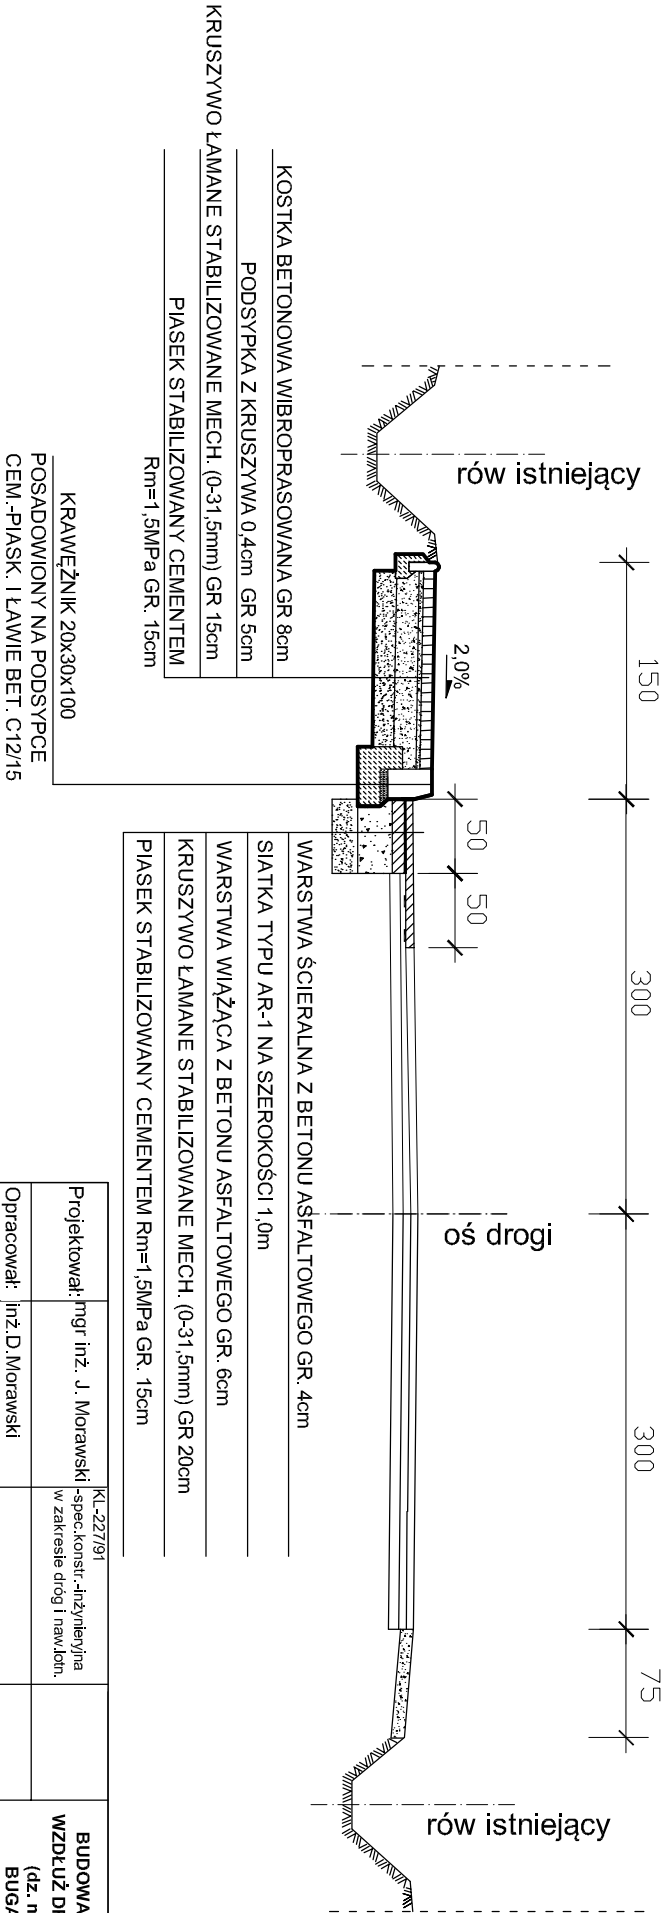 rów istniejący
150
300
300
75
2,0%
50
50
oś drogi
rów istniejący
KOSTKA BETONOWA WIBROPRASOWANA GR 8cm
PODSYPKA Z KRUSZYWA 0,4cm GR 5cm
KRUSZYWO ŁAMANE STABILIZOWANE MECH. (0-31,5mm) GR 15cm
PIASEK STABILIZOWANY CEMENTEM
Rm=1,5MPa GR. 15cm
KRAWĘŻNIK 20x30x100
POSADOWIONY NA PODSYPCE
CEM.-PIASK. I ŁAWIE BET. C12/15
WARSTWA ŚCIERALNA Z BETONU ASFALTOWEGO GR. 4cm
SIATKA TYPU AR-1 NA SZEROKOŚCI 1,0m
WARSTWA WIĄŻĄCA Z BETONU ASFALTOWEGO GR. 6cm
KRUSZYWO ŁAMANE STABILIZOWANE MECH. (0-31,5mm) GR 20cm
PIASEK STABILIZOWANY CEMENTEM Rm=1,5MPa GR. 15cm
Projektował: mgr inż. J. Morawski
KL-227/91
-spec.konstr.-inżynieryjna
w zakresie dróg i naw.lotn.
Opracował: inż.D.Morawski
BUDOWA
WZDŁUŻ
(dz.